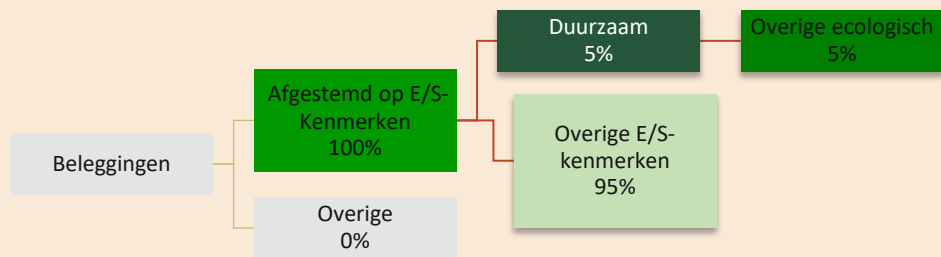 Beleggingen
Afgestemd op E/S-
Kenmerken
100%
Overige
0%
Duurzaam
5%
Overige E/S-
kenmerken
95%
Overige ecologisch
5%